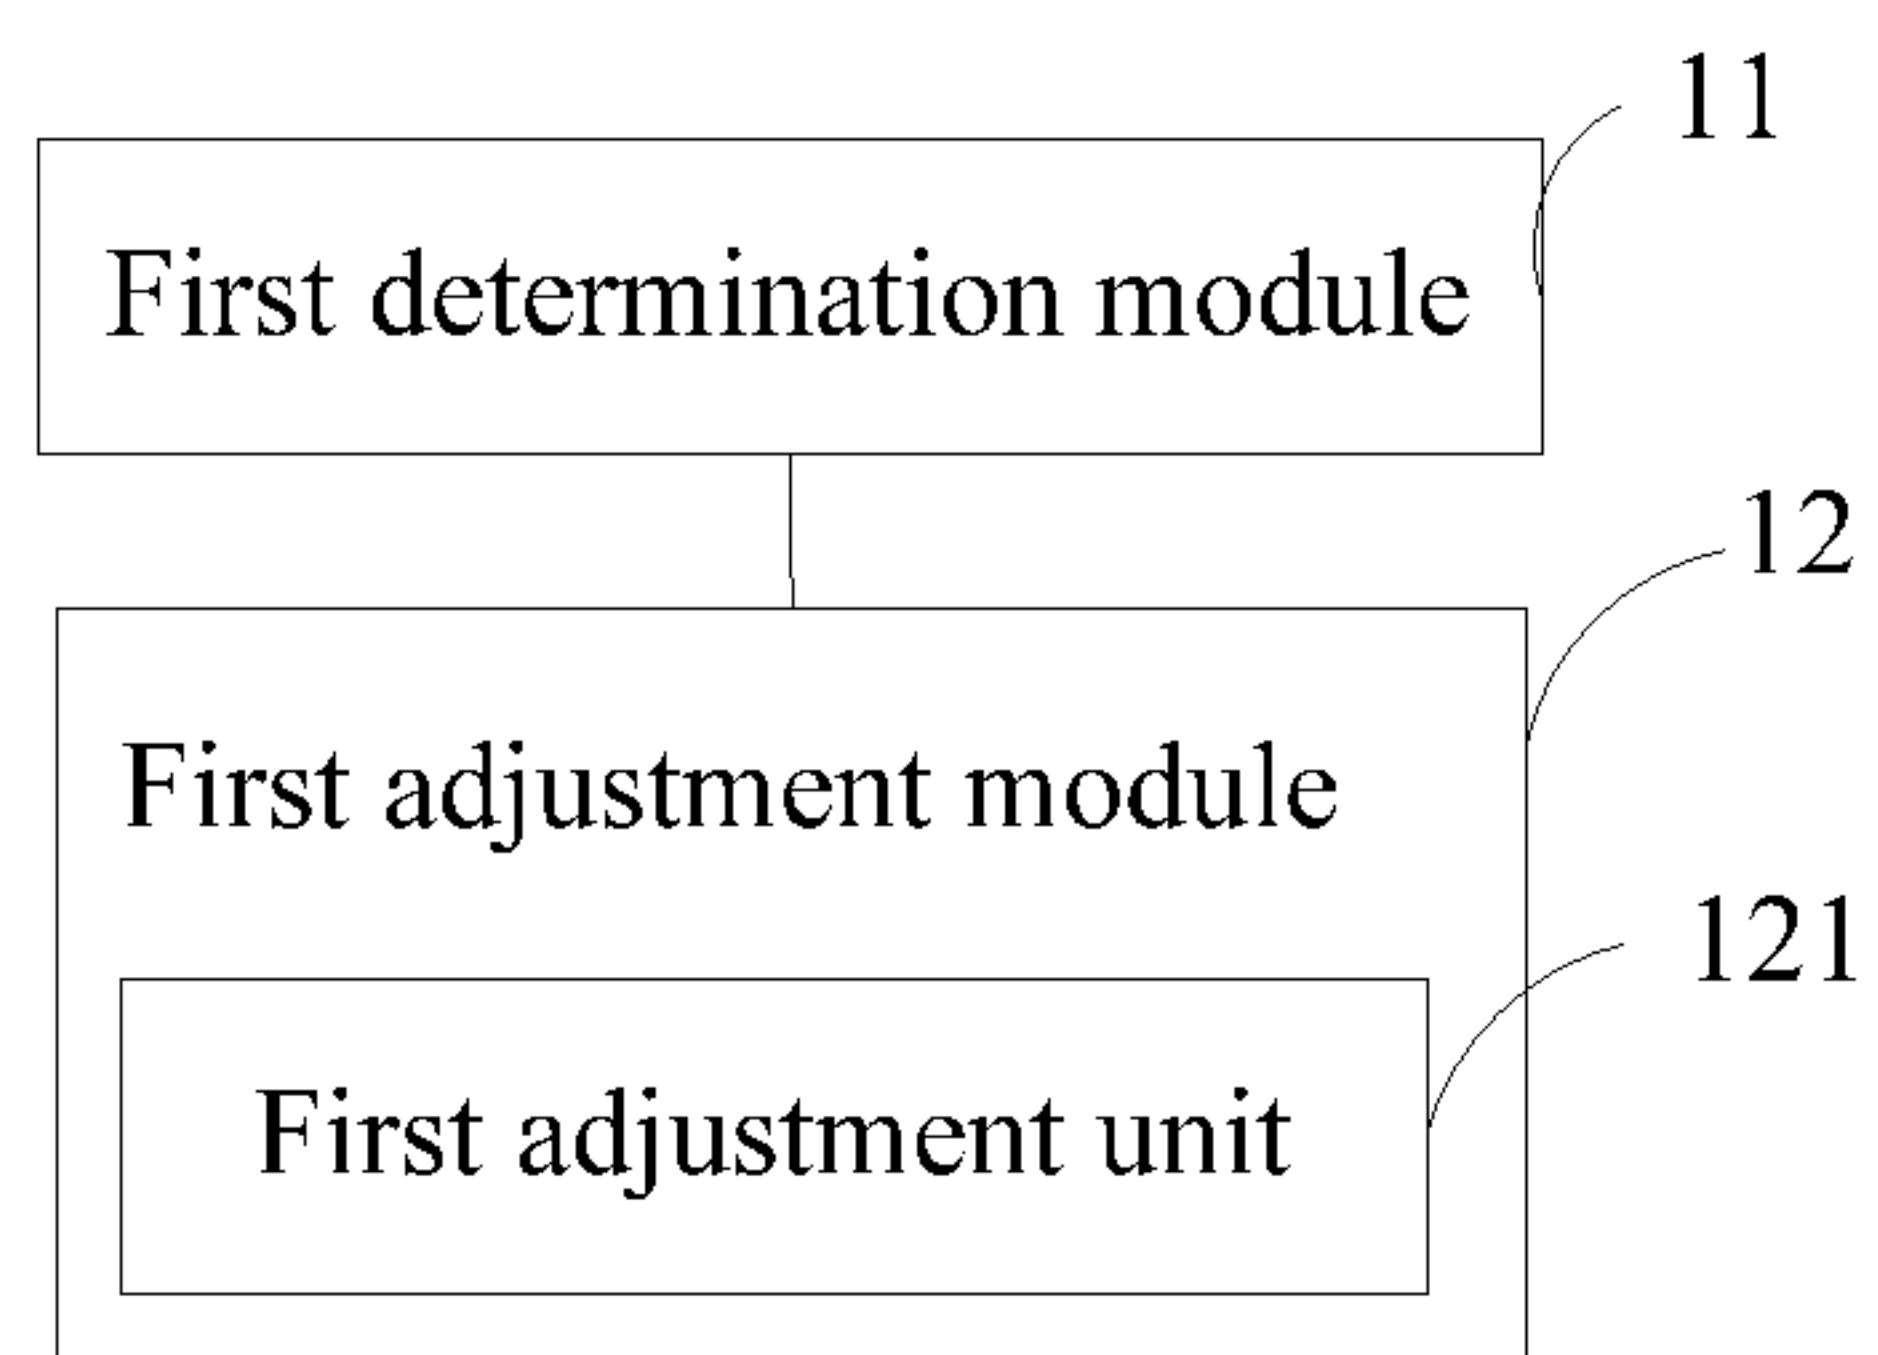 11
First determination module
12
First adjustment module
121
First adjustment unit